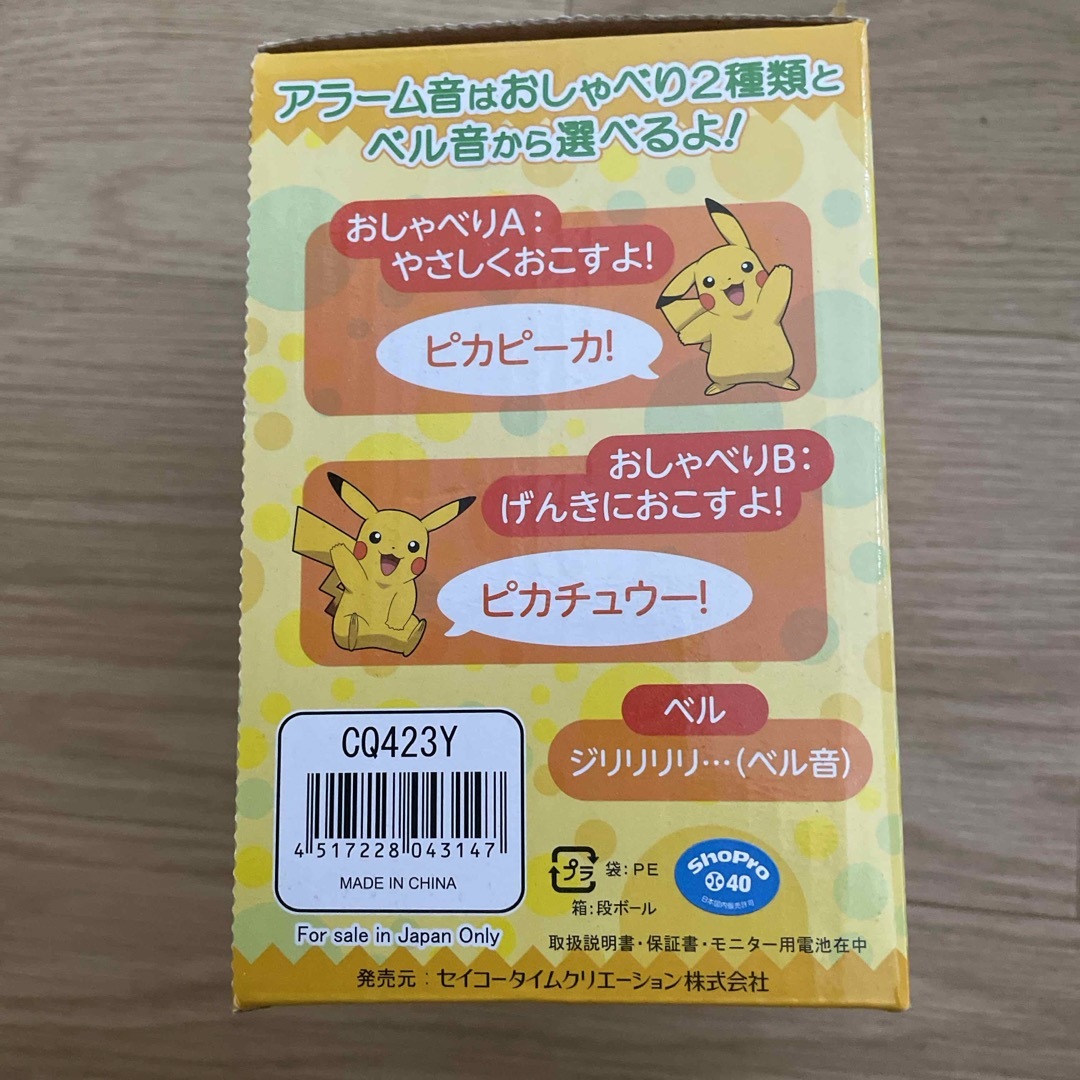 アラーム音はおしゃべり2種類と
ベル音から選べるよ!
おしゃべりA:
やさしくおこすよ!
ピカピーカ!
おしゃべりB:
げんきにおこすよ!
ピカチュウー!
ベル
ジリリリリ…(ベル音)
CQ423Y
4 517228 043147
MADE IN CHINA
For sale in Japan Only
プラ 袋:PE
箱:段ボール
ShoPro
40
日本国内販売許可
取扱説明書・保証書・モニター用電池在中
発売元:セイコータイムクリエーション株式会社